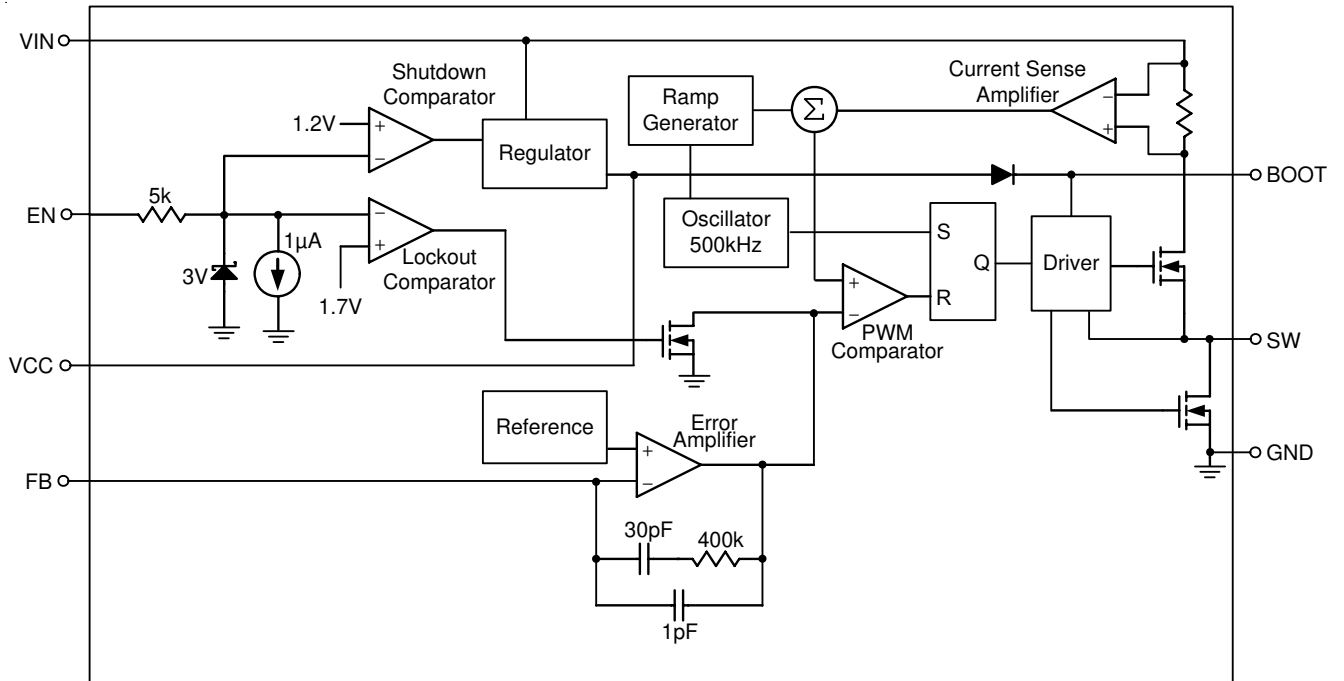 VIN
Shutdown
Comparator
1.2V
+
−
Regulator
Ramp
Generator
Σ
Current Sense
Amplifier
−
+
BOOT
EN
5k
3V
1µA
−
+
1.7V
Lockout
Comparator
Oscillator
500kHz
S
R
Q
Driver
+
−
PWM
Comparator
SW
VCC
Reference
Error
Amplifier
+
−
GND
FB
30pF
400k
1pF